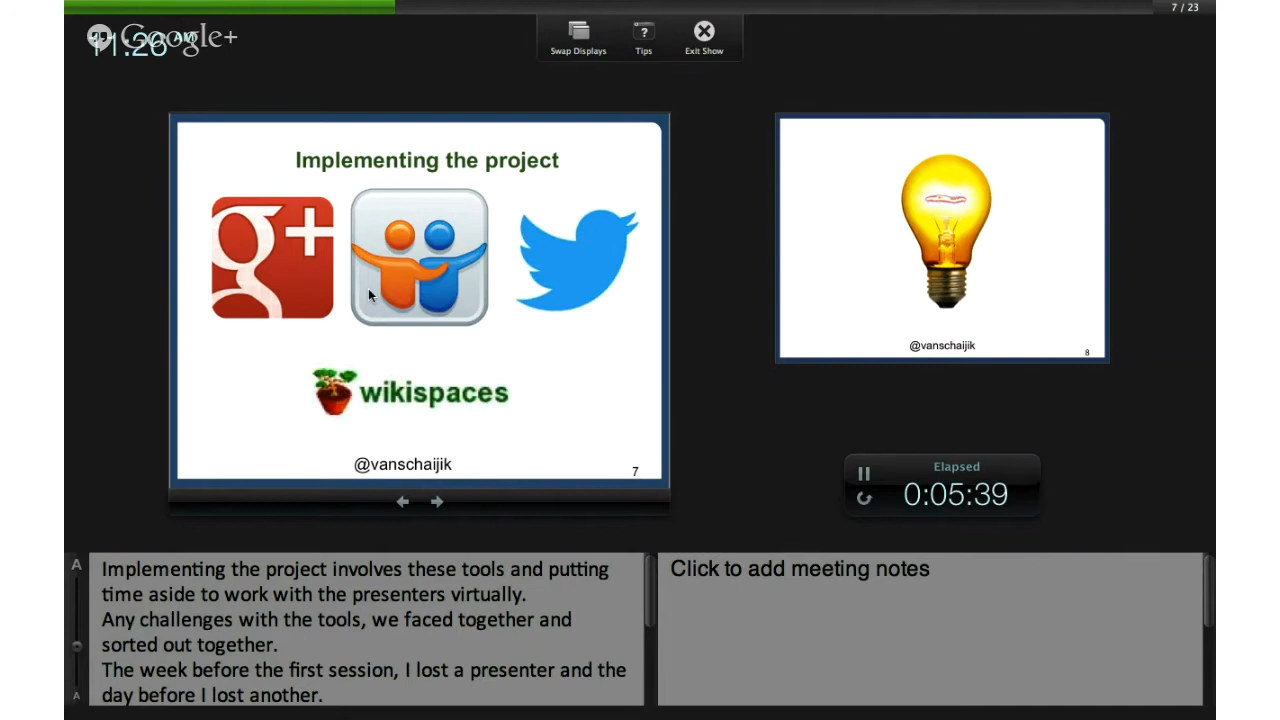 7 / 23
Google+
11:26 AM
Swap Displays
Tips
Exit Show
Implementing the project
g+
wikispaces
@vanschaijik
7
@vanschaijik
8
Elapsed
0:05:39
A
A
Implementing the project involves these tools and putting
time aside to work with the presenters virtually.
Any challenges with the tools, we faced together and
sorted out together.
The week before the first session, I lost a presenter and the
day before I lost another.
Click to add meeting notes